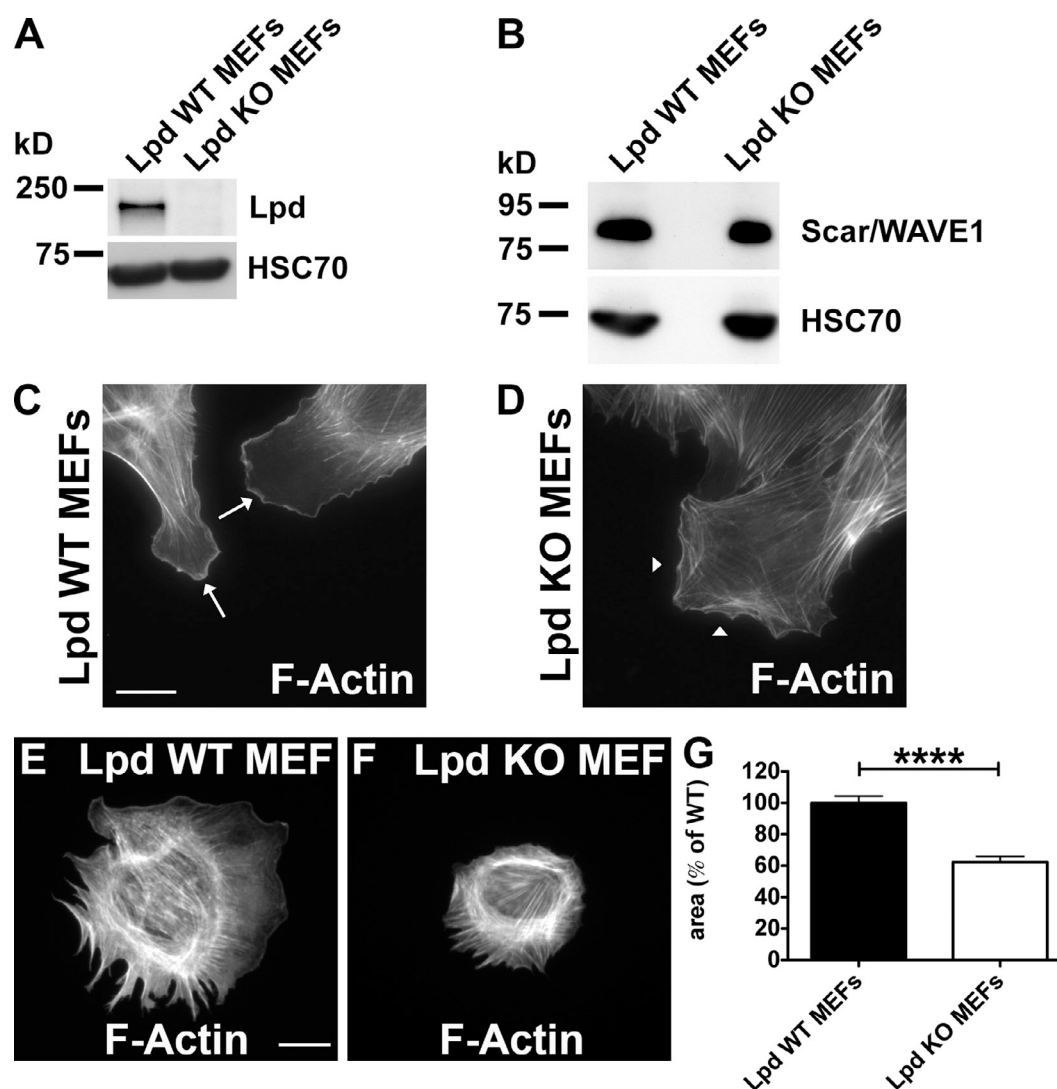 A
Lpd WT MEFs
Lpd KO MEFs
kD
250
Lpd
75
HSC70
B
Lpd WT MEFs
Lpd KO MEFs
kD
95
Scar/WAVE1
75
75
HSC70
C
Lpd WT MEFs
F-Actin
D
Lpd KO MEFs
F-Actin
E Lpd WT MEF
F-Actin
F Lpd KO MEF
F-Actin
G
****
area (% of WT)
120
100
80
60
40
20
0
Lpd WT MEFs
Lpd KO MEFs